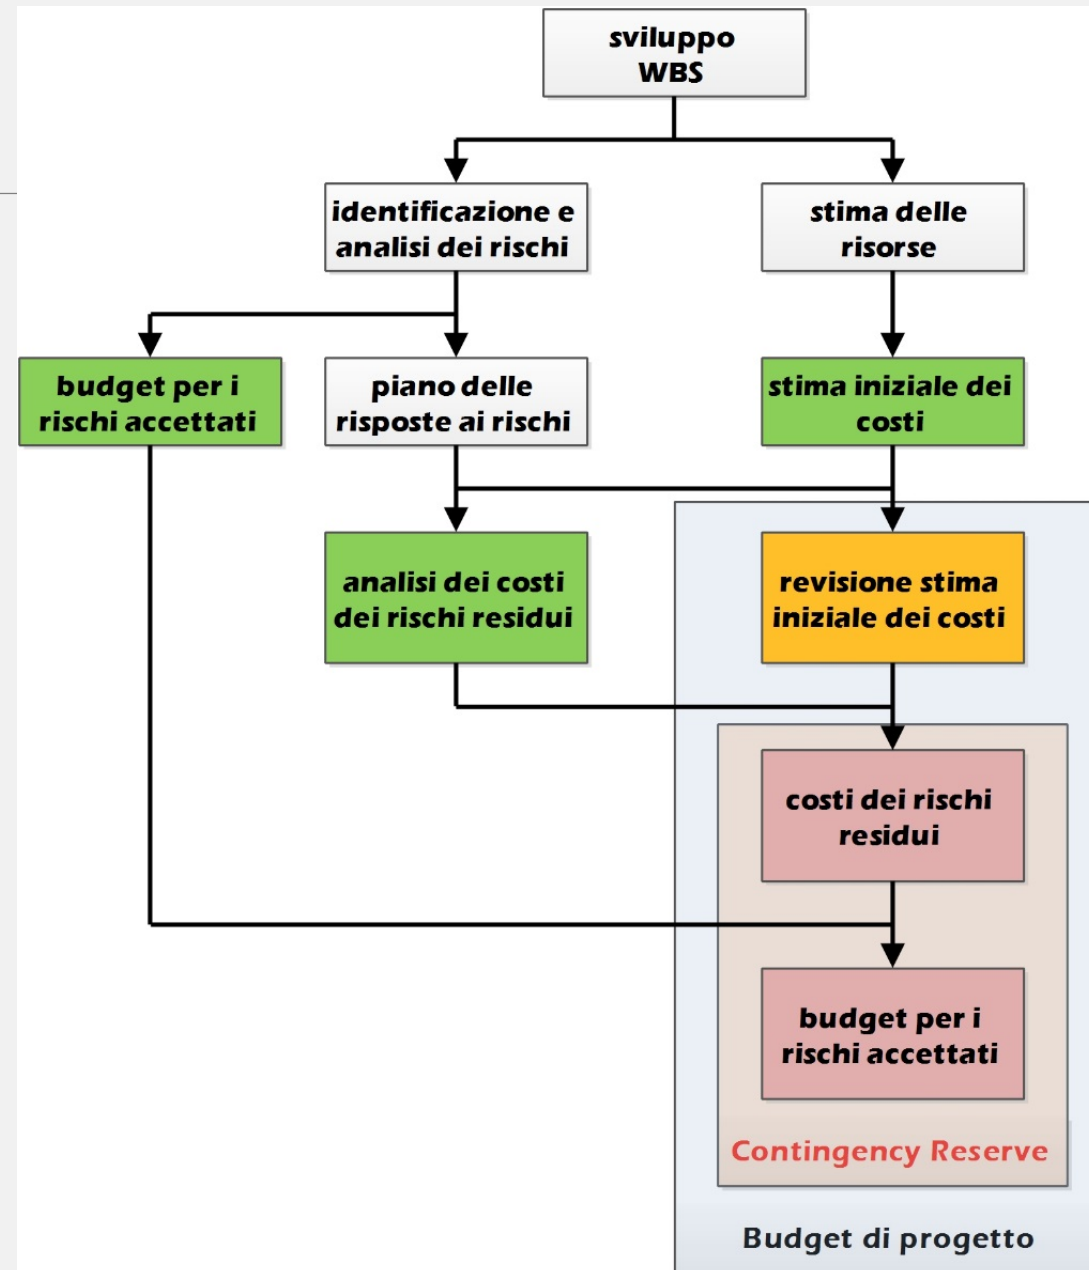 sviluppo
WBS
identificazione e
analisi dei rischi
stima delle
risorse
budget per i
rischi accettati
piano delle
risposte ai rischi
stima iniziale dei
costi
analisi dei costi
dei rischi residui
revisione stima
iniziale dei costi
costi dei rischi
residui
budget per i
rischi accettati
Contingency Reserve
Budget di progetto